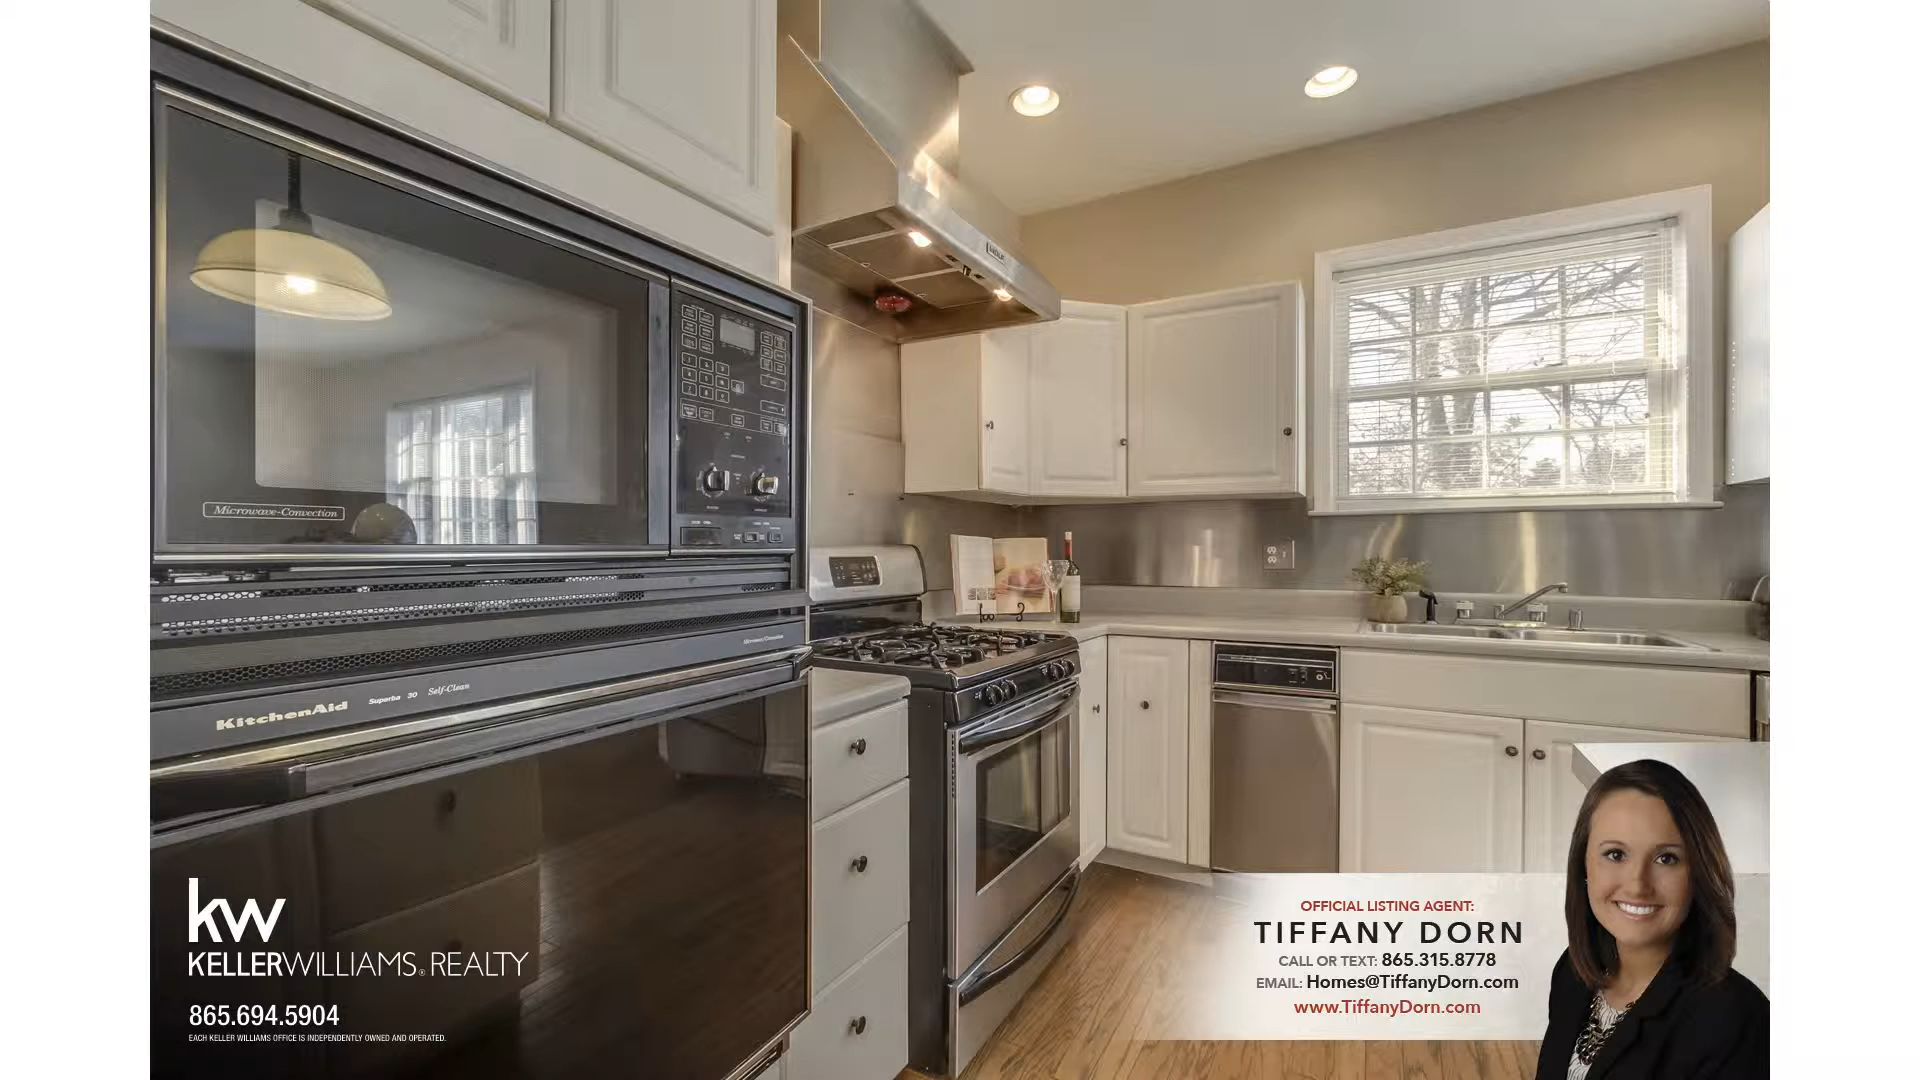 Microwave-Convection
Microwave/Convection
KitchenAid Superba 30 Self-Clean
kw
KELLERWILLIAMS. REALTY
865.694.5904
EACH KELLER WILLIAMS OFFICE IS INDEPENDENTLY OWNED AND OPERATED.
OFFICIAL LISTING AGENT:
TIFFANY DORN
CALL OR TEXT: 865.315.8778
EMAIL: Homes@TiffanyDorn.com
www.TiffanyDorn.com